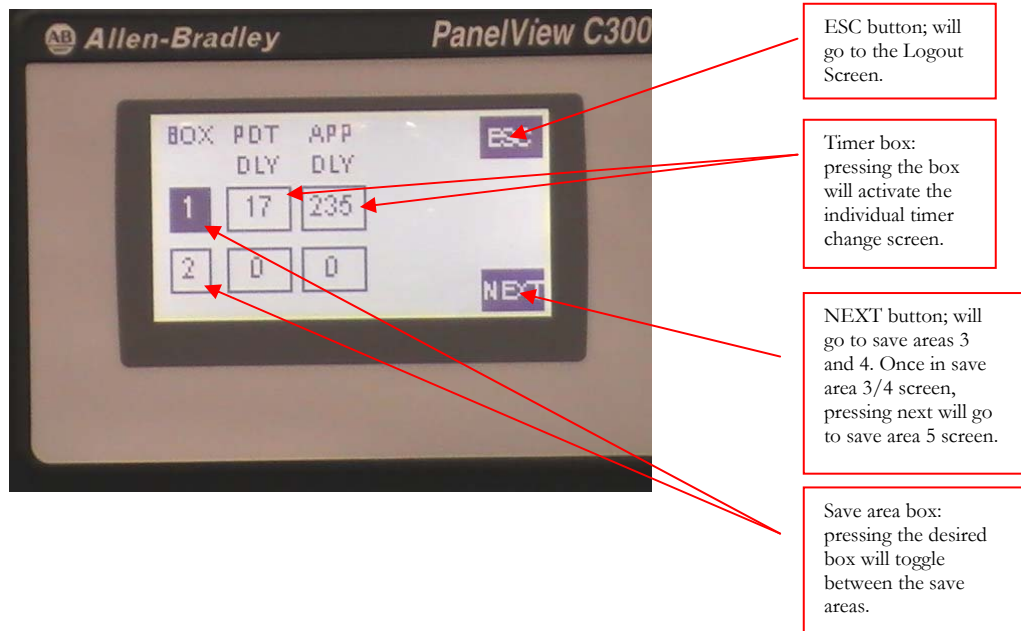 Allen-Bradley
PanelView C300
BOX PDT APP
DLY DLY
ESC
1 17 235
2 0 0
NEXT
ESC button; will
go to the Logout
Screen.
Timer box:
pressing the box
will activate the
individual timer
change screen.
NEXT button; will
go to save areas 3
and 4. Once in save
area 3/4 screen,
pressing next will go
to save area 5 screen.
Save area box:
pressing the desired
box will toggle
between the save
areas.